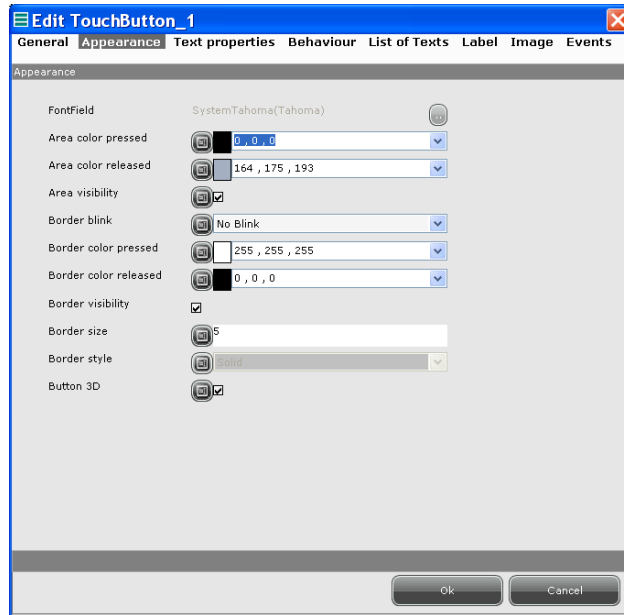 Edit TouchButton_1
General Appearance Text properties Behaviour List of Texts Label Image Events
Appearance
FontField SystemTahoma(Tahoma) ...
Area color pressed 0 , 0 , 0
Area color released 164 , 175 , 193
Area visibility
Border blink No Blink
Border color pressed 255 , 255 , 255
Border color released 0 , 0 , 0
Border visibility
Border size 5
Border style Solid
Button 3D
Ok Cancel